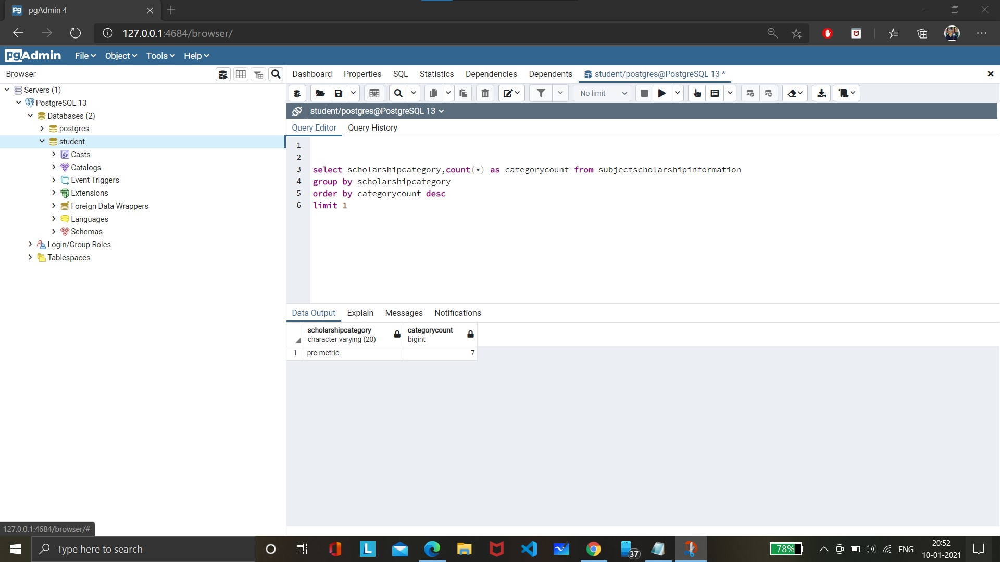 pgAdmin 4
127.0.0.1:4684/browser/
pgAdmin File Object Tools Help
Browser
Servers (1)
PostgreSQL 13
Databases (2)
postgres
student
Casts
Catalogs
Event Triggers
Extensions
Foreign Data Wrappers
Languages
Schemas
Login/Group Roles
Tablespaces
Dashboard Properties SQL Statistics Dependencies Dependents student/postgres@PostgreSQL 13 *
No limit
student/postgres@PostgreSQL 13
Query Editor Query History
1
2
3 select scholarshipcategory,count(*) as categorycount from subjectscholarshipinformation
4 group by scholarshipcategory
5 order by categorycount desc
6 limit 1
Data Output Explain Messages Notifications
scholarshipcategory categorycount
character varying (20) bigint
1 pre-metric 7
127.0.0.1:4684/browser/#
Type here to search
L
37
78%
ENG
20:52
10-01-2021